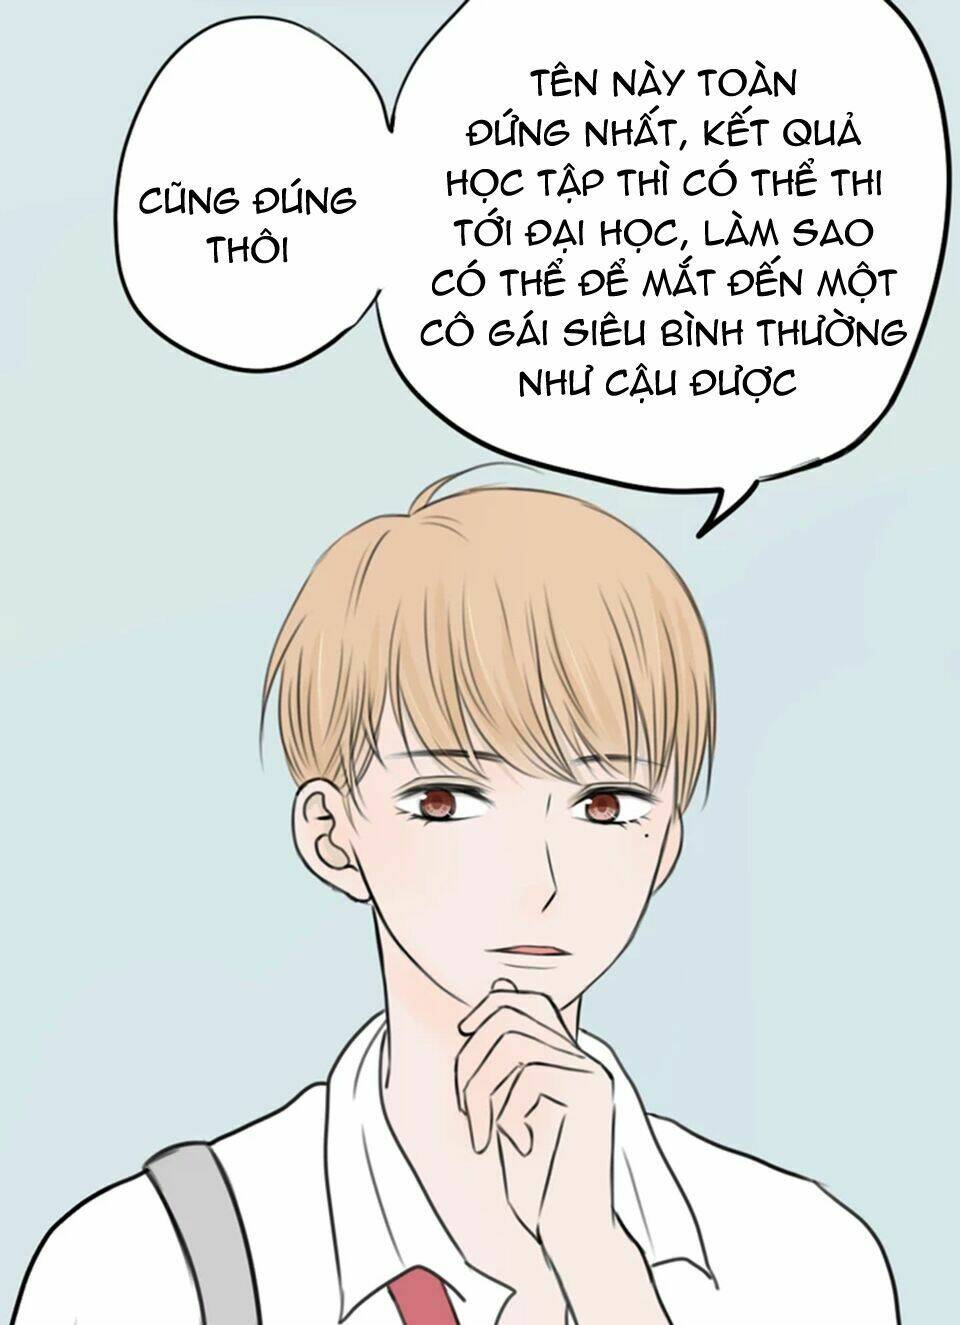 CŨNG ĐÚNG
THÔI
TÊN NÀY TOÀN
ĐỨNG NHẤT, KẾT QUẢ
HỌC TẬP THÌ CÓ THỂ THI
TỚI ĐẠI HỌC, LÀM SAO
CÓ THỂ ĐỂ MẮT ĐẾN MỘT
CÔ GÁI SIÊU BÌNH THƯỜNG
NHƯ CẬU ĐƯỢC